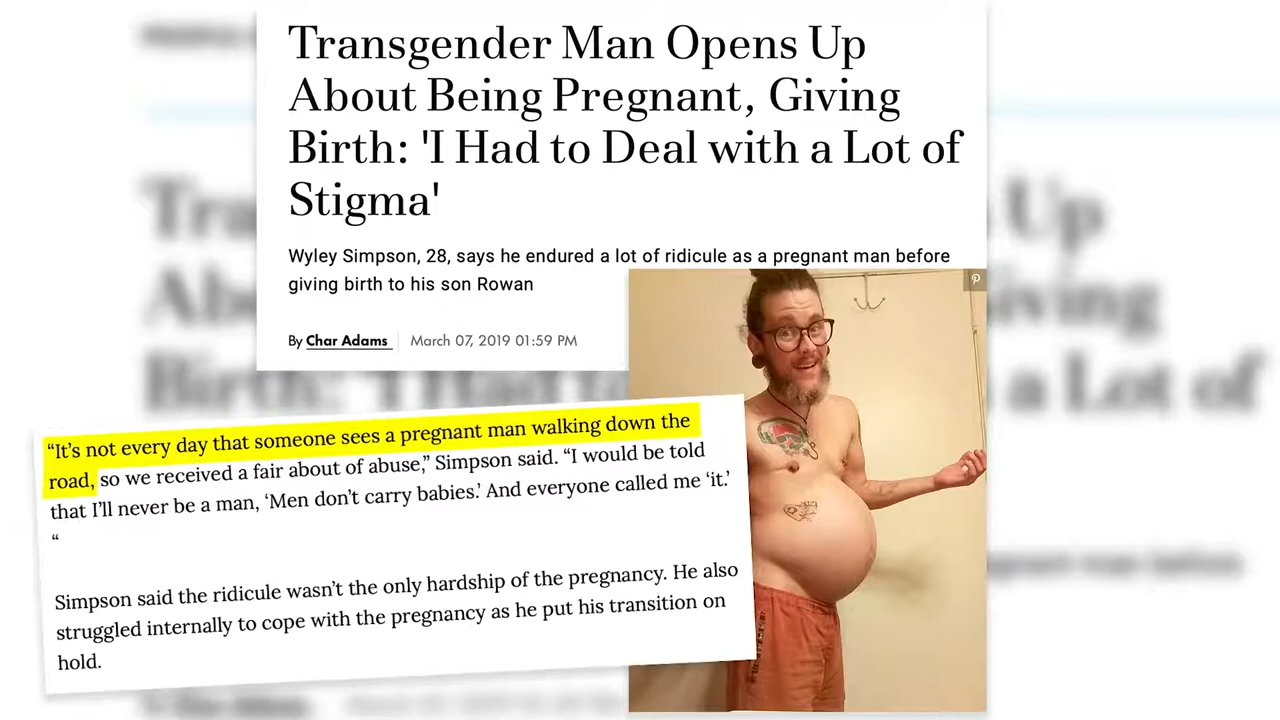 Transgender Man Opens Up
About Being Pregnant, Giving
Birth: 'I Had to Deal with a Lot of
Stigma'
Wyley Simpson, 28, says he endured a lot of ridicule as a pregnant man before
giving birth to his son Rowan
By Char Adams March 07, 2019 01:59 PM
“It’s not every day that someone sees a pregnant man walking down the
road, so we received a fair about of abuse,” Simpson said. “I would be told
that I’ll never be a man, ‘Men don’t carry babies.’ And everyone called me ‘it.’
“
Simpson said the ridicule wasn’t the only hardship of the pregnancy. He also
struggled internally to cope with the pregnancy as he put his transition on
hold.